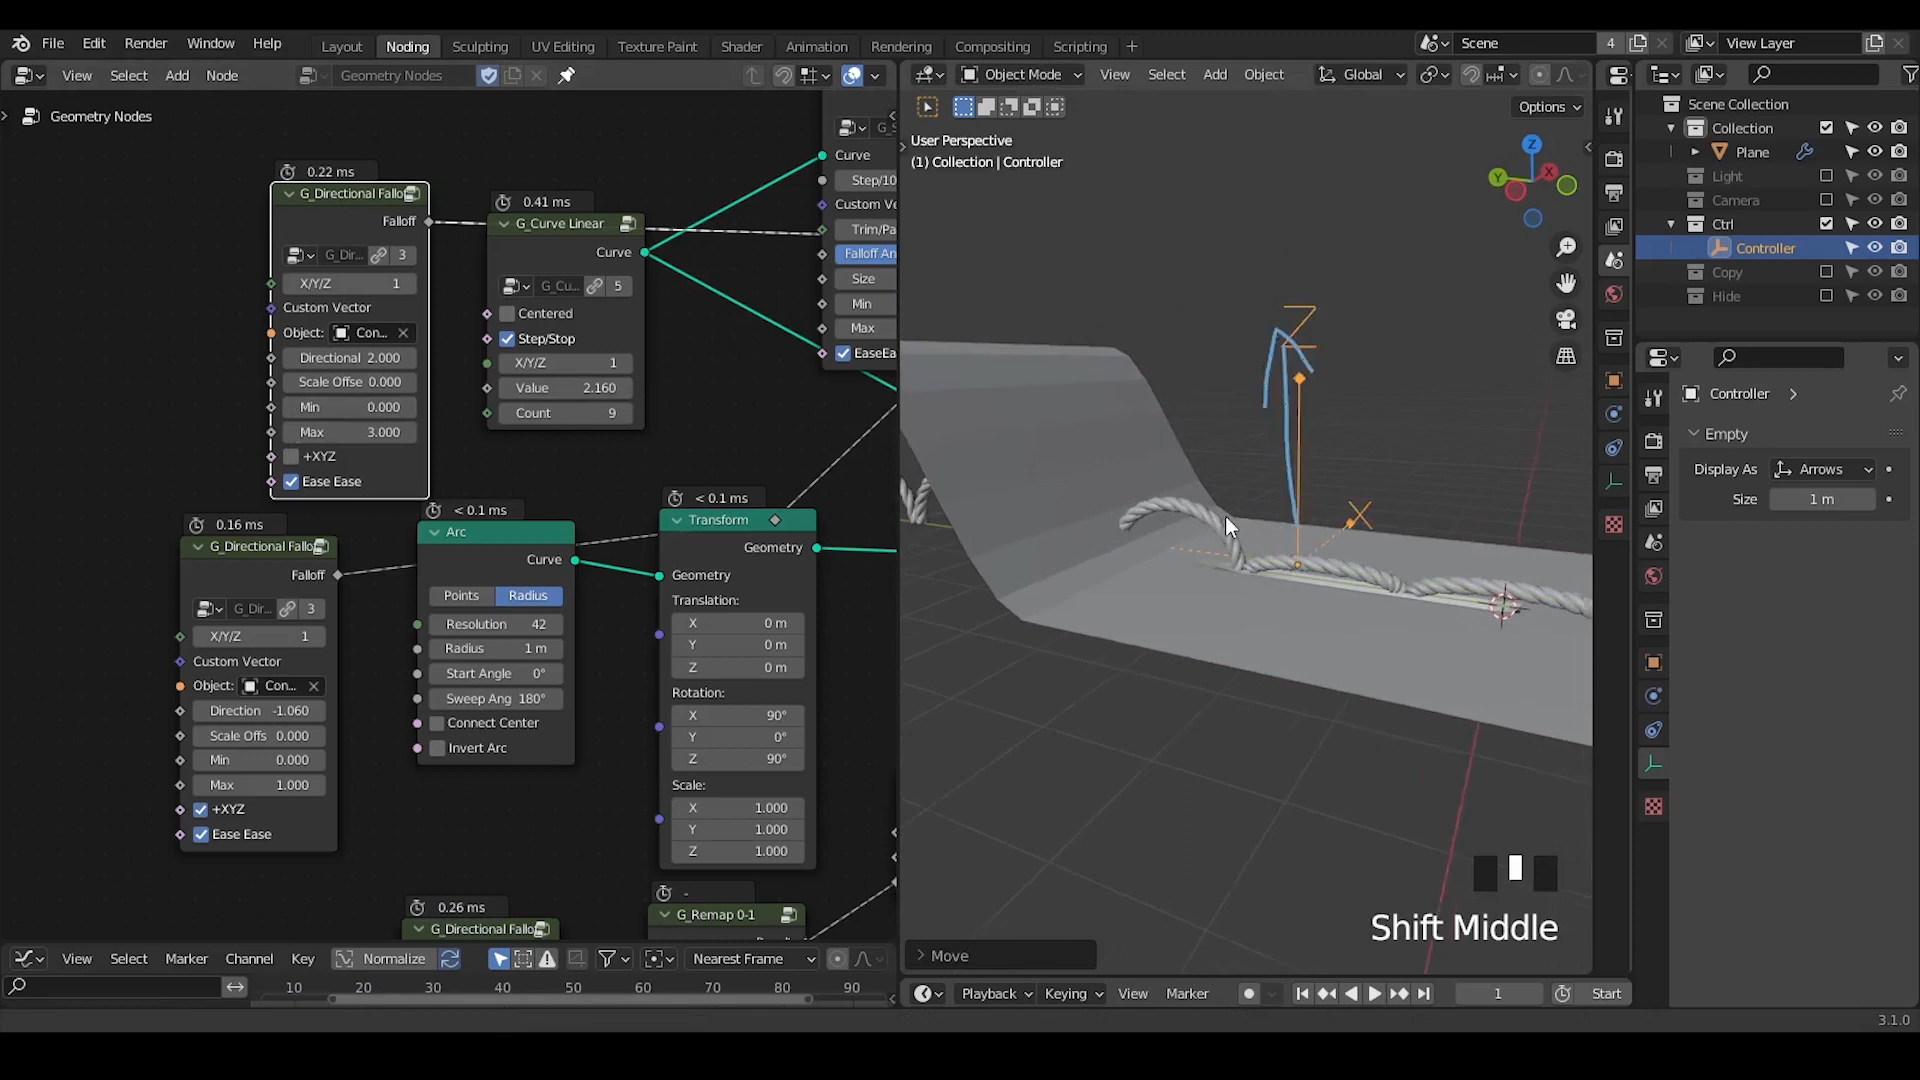 File Edit Render Window Help
Layout Noding Sculpting UV Editing Texture Paint Shader Animation Rendering Compositing Scripting +
Scene 4 View Layer
View Select Add Node Geometry Nodes
Object Mode View Select Add Object Global
Options
Geometry Nodes
User Perspective
(1) Collection | Controller
Scene Collection
Collection
Plane
Light
Camera
Ctrl
Controller
Copy
Hide
0.22 ms
G_Directional Fallo
Falloff
G_Dir... 3
X/Y/Z 1
Custom Vector
Object: Con...
Directional 2.000
Scale Offse 0.000
Min 0.000
Max 3.000
+XYZ
Ease Ease
0.41 ms
G_Curve Linear
Curve
G_Cu... 5
Centered
Step/Stop
X/Y/Z 1
Value 2.160
Count 9
Curve
Step/10
Custom Ve
Trim/Pa
Falloff An
Size
Min
Max
EaseEa
0.16 ms
G_Directional Fallo
Falloff
G_Dir... 3
X/Y/Z 1
Custom Vector
Object: Con...
Direction -1.060
Scale Offs 0.000
Min 0.000
Max 1.000
+XYZ
Ease Ease
< 0.1 ms
Arc
Curve
Points Radius
Resolution 42
Radius 1 m
Start Angle 0°
Sweep Ang 180°
Connect Center
Invert Arc
< 0.1 ms
Transform
Geometry
Geometry
Translation:
X 0 m
Y 0 m
Z 0 m
Rotation:
X 90°
Y 0°
Z 90°
Scale:
X 1.000
Y 1.000
Z 1.000
0.26 ms
G_Directional Fallo
-
G_Remap 0-1
Z
X
Z
Y
X
Controller
Empty
Display As Arrows
Size 1 m
Shift Middle
Move
View Select Marker Channel Key Normalize Nearest Frame
10 20 30 40 50 60 70 80 90
Playback Keying View Marker 1 Start
3.1.0